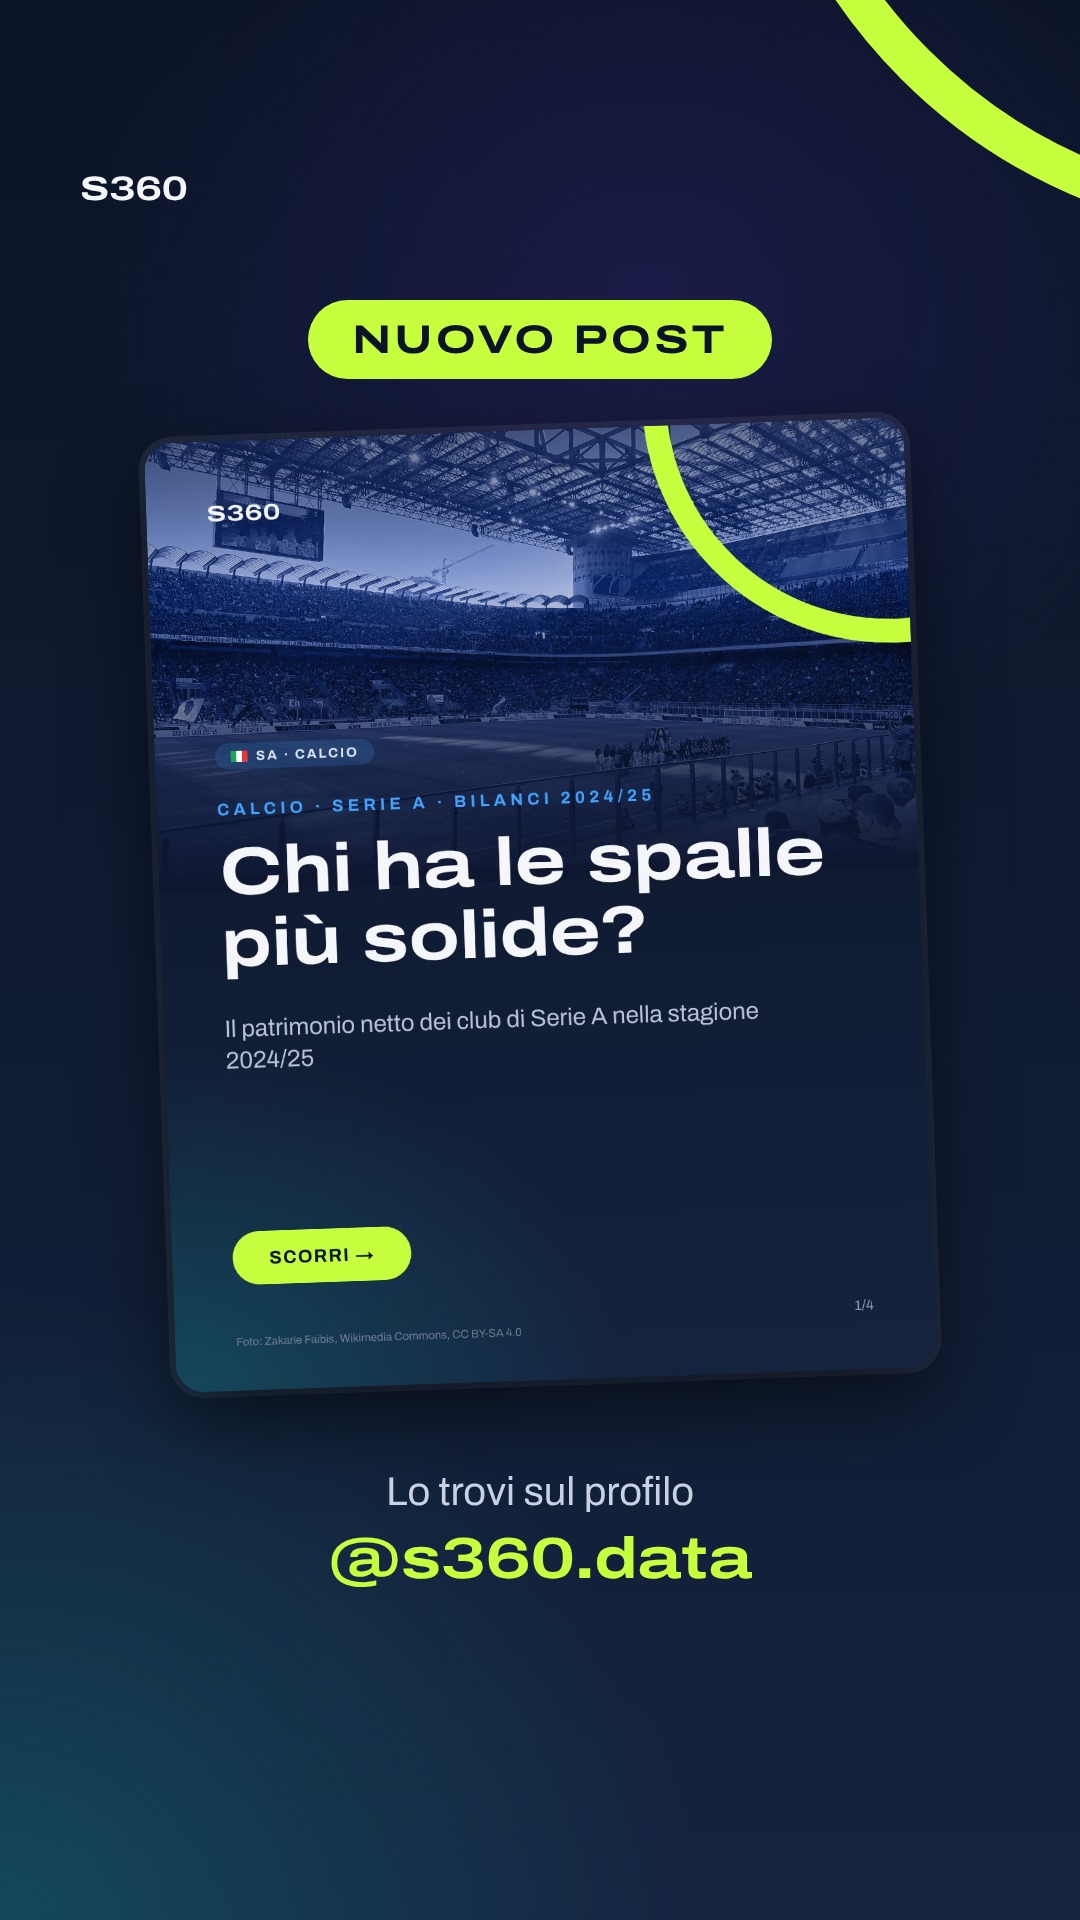 S360
NUOVO POST
S360
SA · CALCIO
CALCIO · SERIE A · BILANCI 2024/25
Chi ha le spalle
più solide?
Il patrimonio netto dei club di Serie A nella stagione
2024/25
SCORRI →
1/4
Foto: Zakarie Faibis, Wikimedia Commons, CC BY-SA 4.0
Lo trovi sul profilo
@s360.data